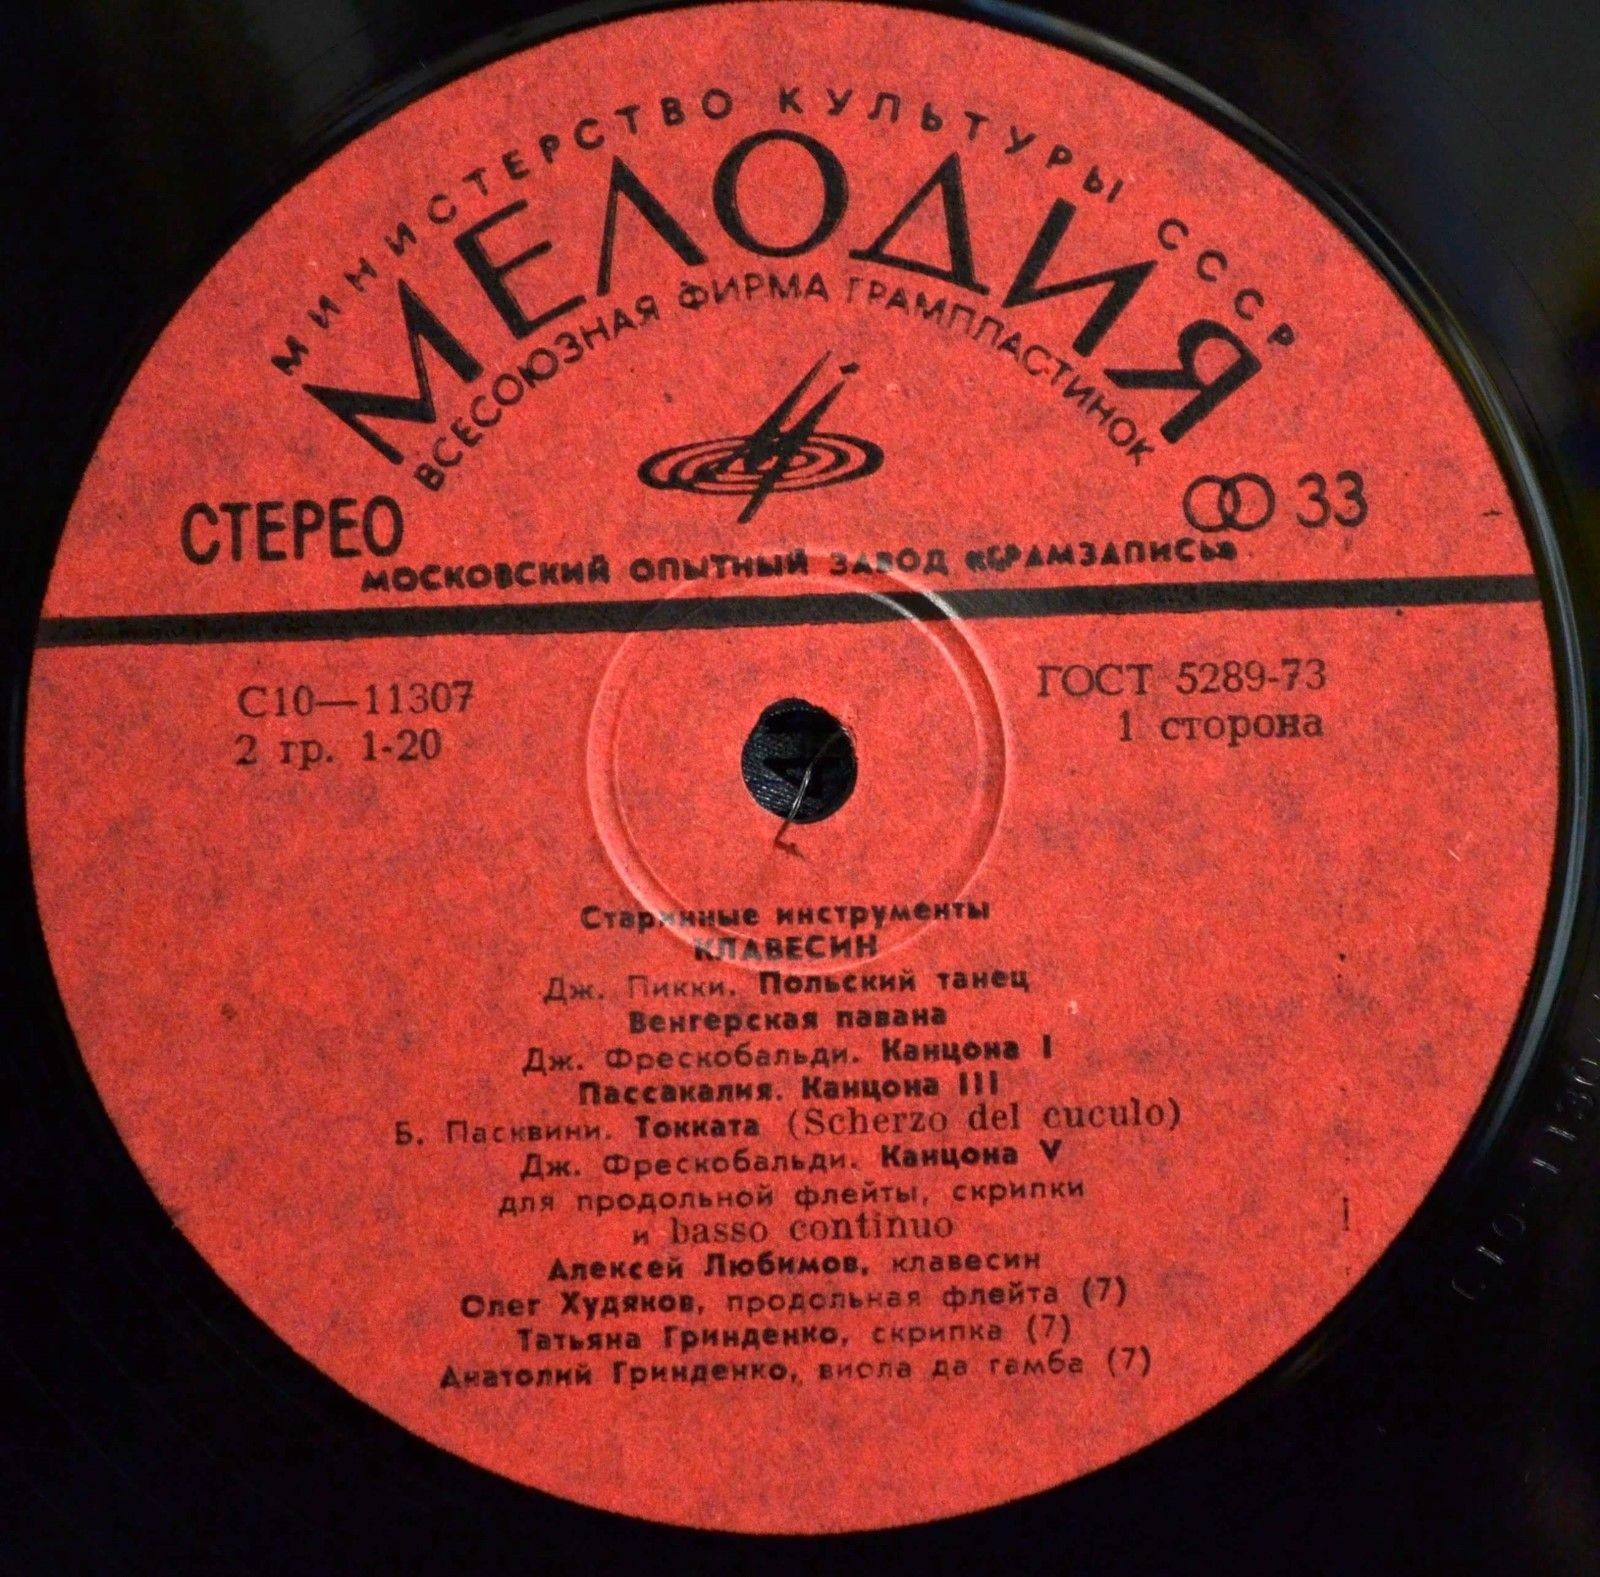 МИНИСТЕРСТВО КУЛЬТУРЫ СССР
МЕЛОДИЯ
ВСЕСОЮЗНАЯ ФИРМА ГРАМПЛАСТИНОК
СТЕРЕО
33
МОСКОВСКИЙ ОПЫТНЫЙ ЗАВОД «ГРАМЗАПИСЬ»
С10—11307
ГОСТ 5289-73
2 гр. 1-20
1 сторона
Старинные инструменты
КЛАВЕСИН
Дж. Пикки. Польский танец
Венгерская павана
Дж. Фрескобальди. Канцона I
Пассакалия. Канцона III
Б. Пасквини. Токката (Scherzo del cuculo)
Дж. Фрескобальди. Канцона V
для продольной флейты, скрипки
и basso continuo
Алексей Любимов, клавесин
Олег Худяков, продольная флейта (7)
Татьяна Гринденко, скрипка (7)
Анатолий Гринденко, виола да гамба (7)